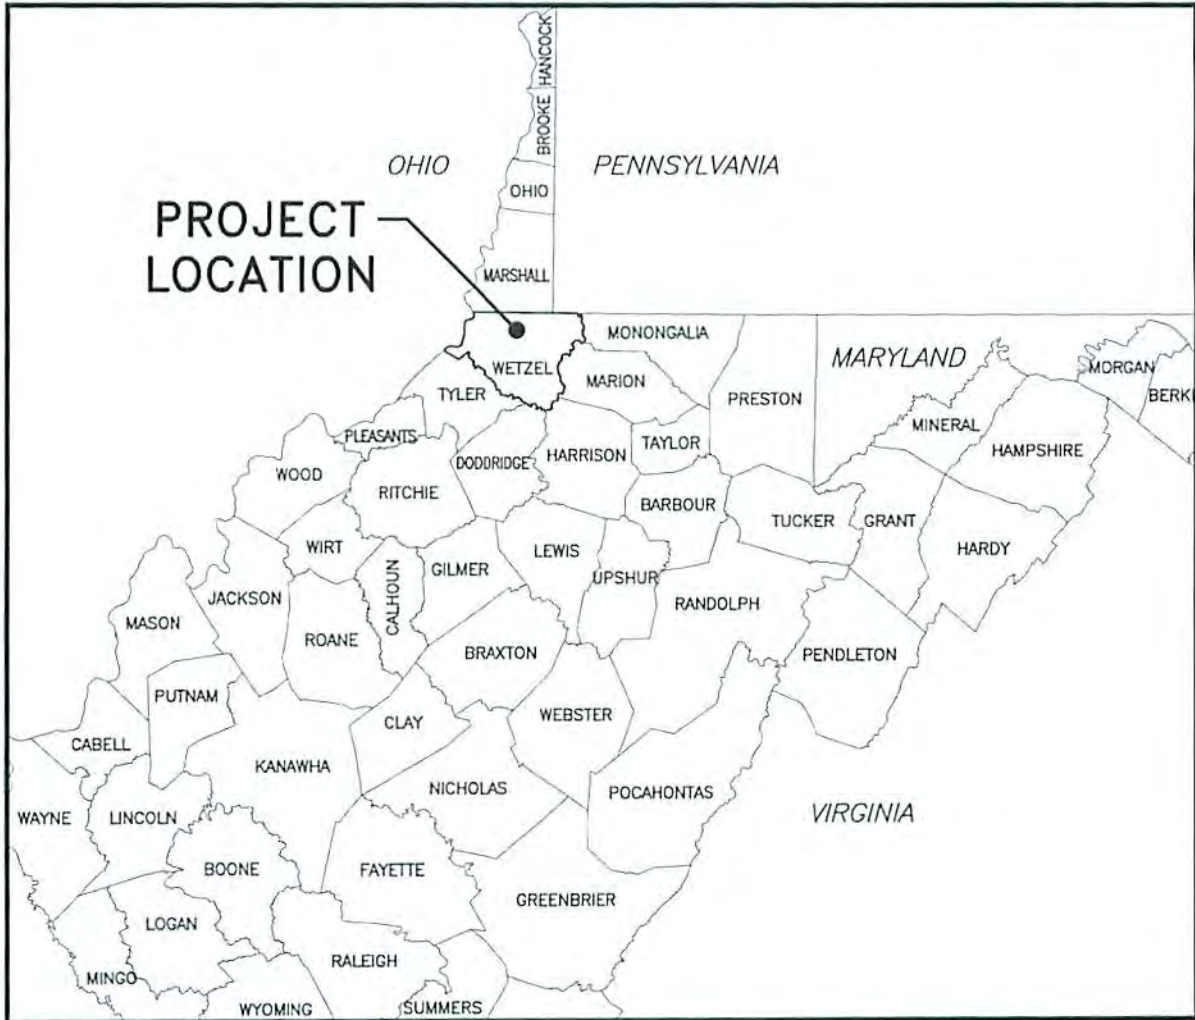 HANCOCK
BROOKE
OHIO
PENNSYLVANIA
OHIO
PROJECT
LOCATION
MARSHALL
MONONGALIA
MARYLAND
MORGAN
WETZEL
MARION
BERKE
TYLER
PRESTON
MINERAL
PLEASANTS
TAYLOR
HAMPSHIRE
WOOD
DODDRIDGE
HARRISON
RITCHIE
BARBOUR
TUCKER
GRANT
WIRT
LEWIS
HARDY
GILMER
UPSHUR
CALHOUN
JACKSON
RANDOLPH
MASON
ROANE
BRAXTON
PENDLETON
PUTNAM
WEBSTER
CLAY
CABELL
KANAWHA
NICHOLAS
POCAHONTAS
WAYNE
LINCOLN
VIRGINIA
BOONE
FAYETTE
GREENBRIER
LOGAN
RALEIGH
MINGO
WYOMING
SUMMERS